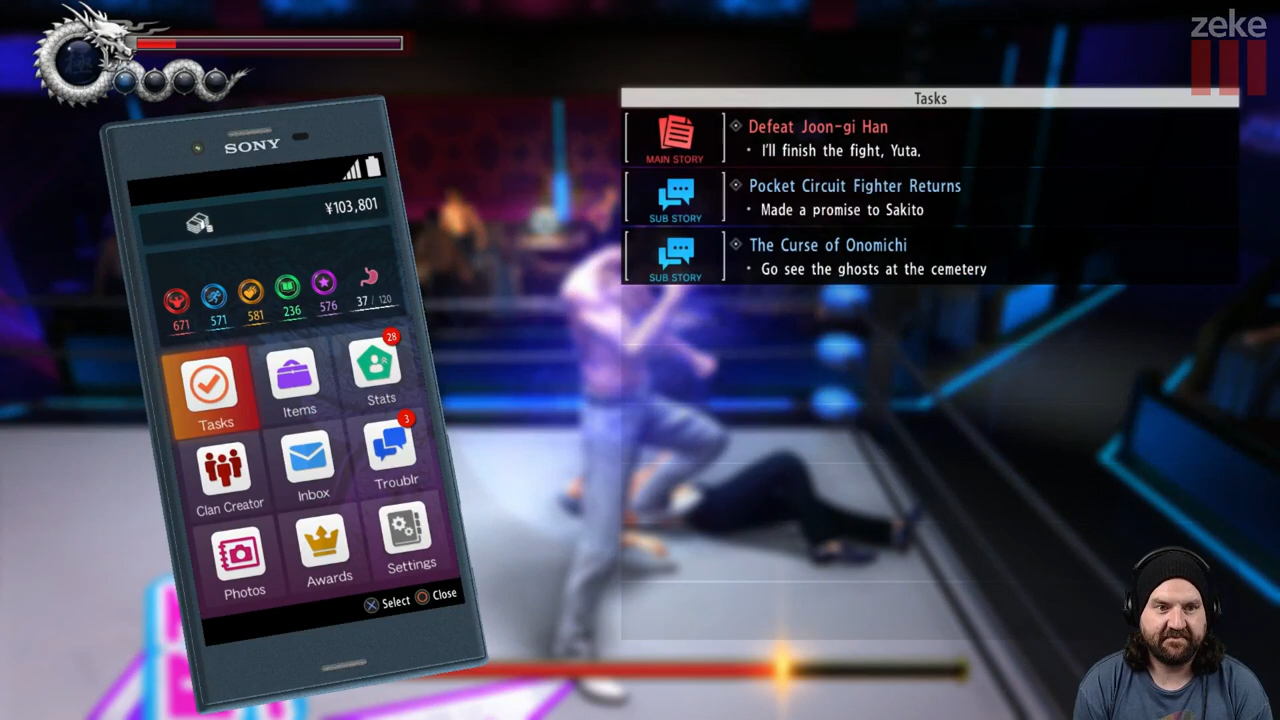 zeke
III
SONY
¥103,801
671
571
581
236
576
37 / 120
Tasks
Items
28
Stats
Clan Creator
Inbox
3
Troublr
Photos
Awards
Settings
Select
Close
Tasks
MAIN STORY
Defeat Joon-gi Han
・I'll finish the fight, Yuta.
SUB STORY
Pocket Circuit Fighter Returns
・Made a promise to Sakito
SUB STORY
The Curse of Onomichi
・Go see the ghosts at the cemetery